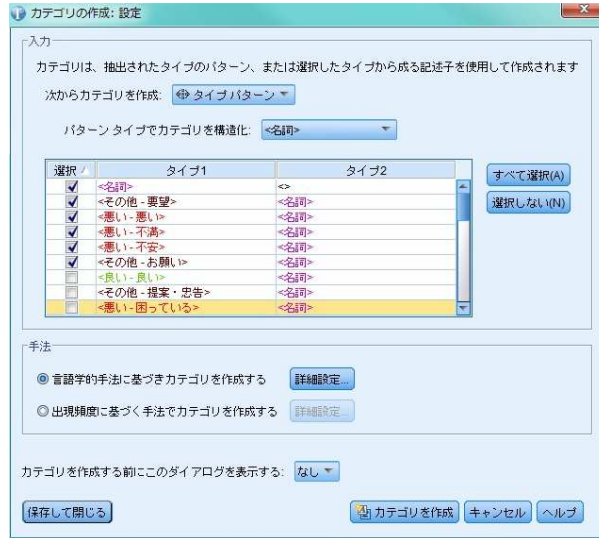 カテゴリの作成: 設定
入力
カテゴリは、抽出されたタイプのパターン、または選択したタイプから成る記述子を使用して作成されます
次からカテゴリを作成: タイプ パターン
パターン タイプでカテゴリを構造化: <名詞>
選択 タイプ1 タイプ2
<名詞> <>
<その他 - 要望> <名詞>
<悪い - 悪い> <名詞>
<悪い - 不満> <名詞>
<悪い - 不安> <名詞>
<その他 - お願い> <名詞>
<良い - 良い> <名詞>
<その他 - 提案・忠告> <名詞>
<悪い - 困っている> <名詞>
すべて選択(A)
選択しない(N)
手法
言語学的手法に基づきカテゴリを作成する 詳細設定...
出現頻度に基づく手法でカテゴリを作成する 詳細設定...
カテゴリを作成する前にこのダイアログを表示する: なし
保存して閉じる カテゴリを作成 キャンセル ヘルプ